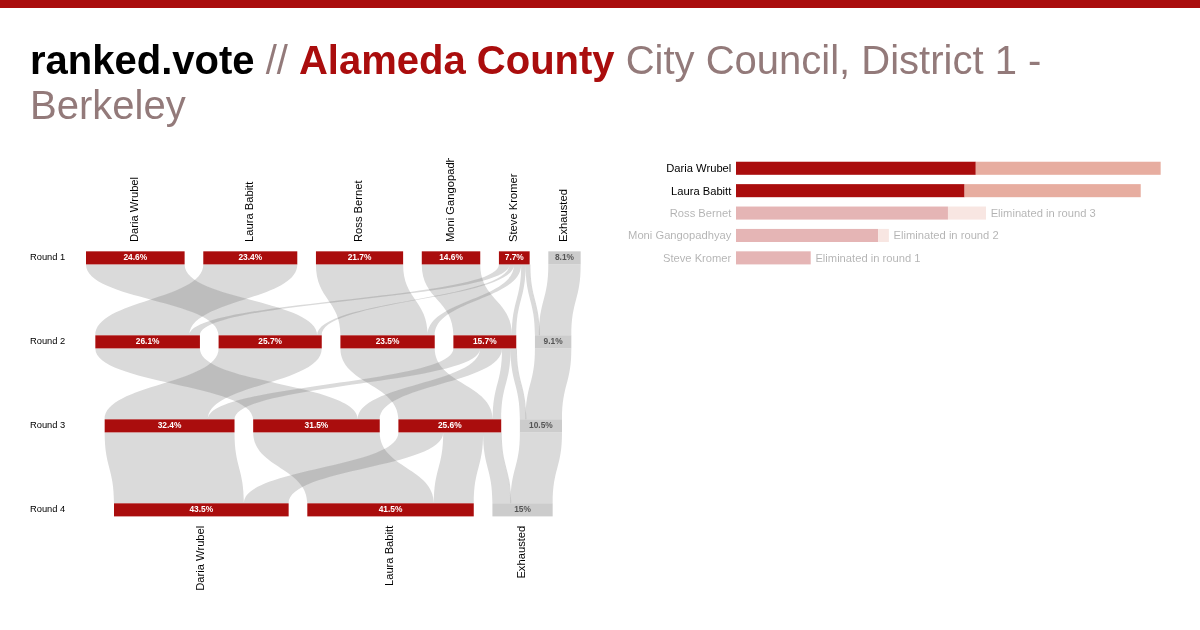 ranked.vote // Alameda County City Council, District 1 -
Berkeley
Daria Wrubel
Laura Babitt
Ross Bernet
Moni Gangopadh
Steve Kromer
Exhausted
Round 1
24.6%
23.4%
21.7%
14.6%
7.7%
8.1%
Round 2
26.1%
25.7%
23.5%
15.7%
9.1%
Round 3
32.4%
31.5%
25.6%
10.5%
Round 4
43.5%
41.5%
15%
Daria Wrubel
Laura Babitt
Exhausted
Daria Wrubel
Laura Babitt
Ross Bernet Eliminated in round 3
Moni Gangopadhyay Eliminated in round 2
Steve Kromer Eliminated in round 1